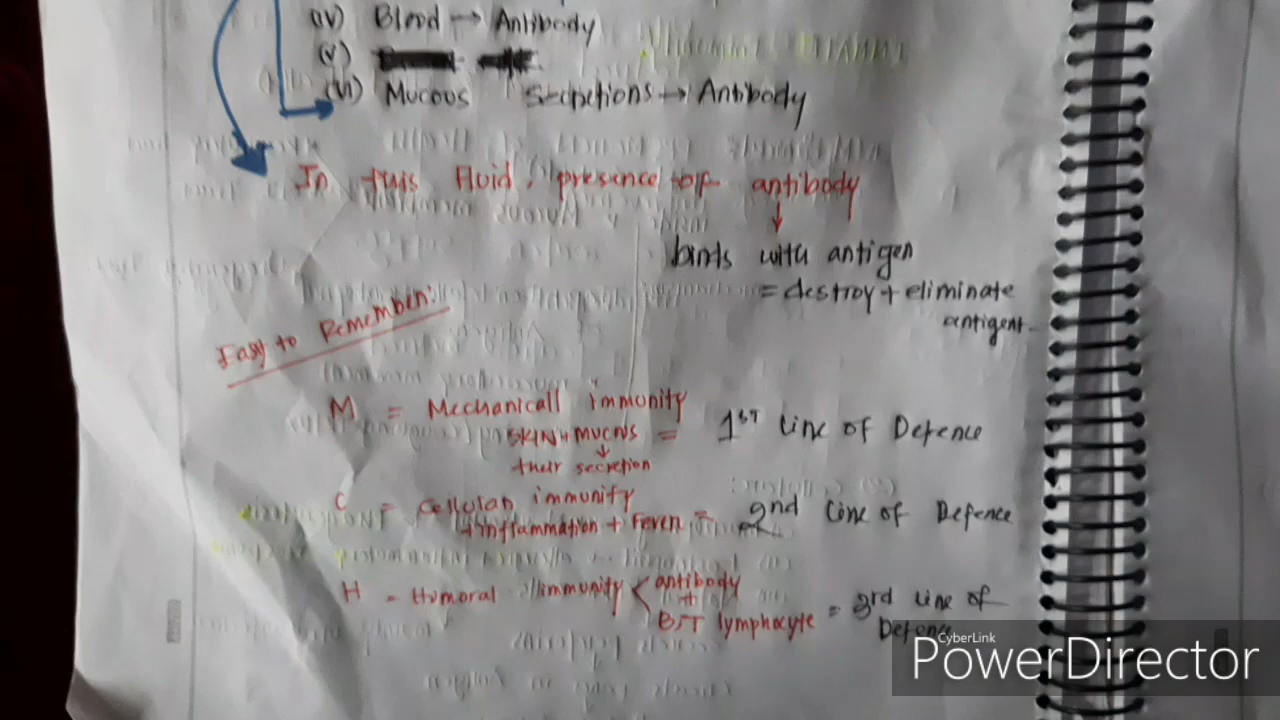 (iv) Blood → Antibody
(v)
(vi) Mucous Secretions → Antibody
In this Fluid, presence of antibody
↓
binds with antigen
= destroy + eliminate
antigent.
Easy to Remember:
M = Mechanicall immunity
SKIN + MUCUS = 1ST Line of Defence
↓
their secretion
C = Cellular immunity
+ inflammation + Fever = 2nd Line of Defence
H = Humoral immunity < antibody
+
B/T lymphocyte = 3rd Line of
Defence
CyberLink
PowerDirector